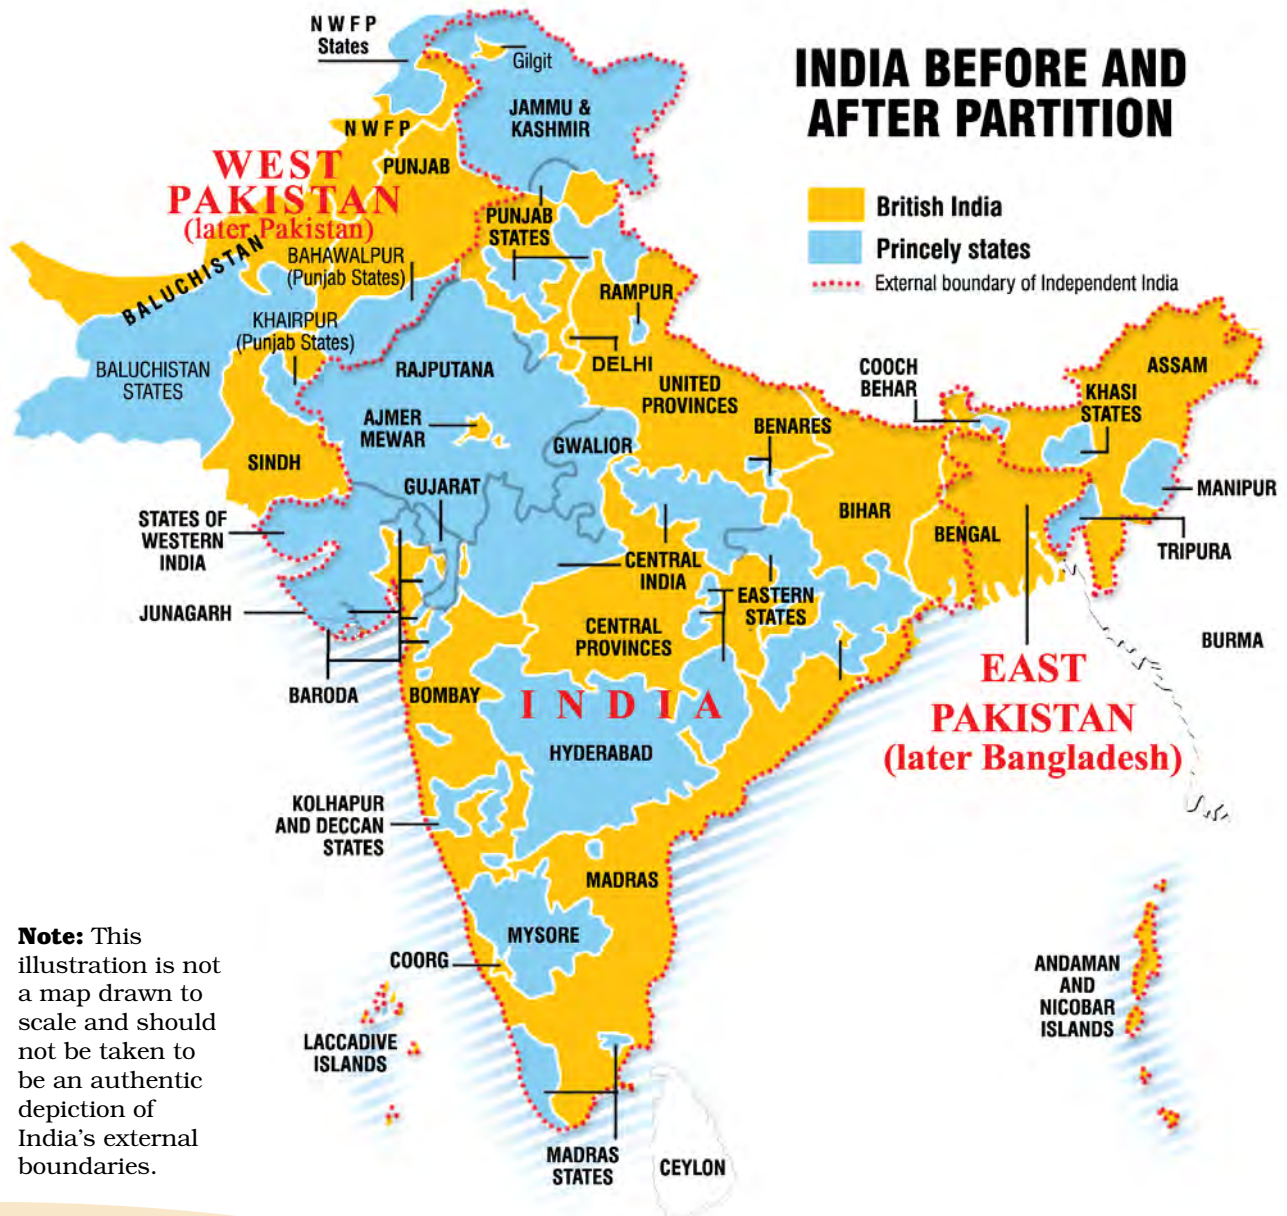 INDIA BEFORE AND
AFTER PARTITION
British India
Princely states
External boundary of Independent India
N W F P
States
Gilgit
JAMMU &
KASHMIR
N W F P
PUNJAB
WEST
PAKISTAN
(later Pakistan)
PUNJAB
STATES
BALUCHISTAN
BAHAWALPUR
(Punjab States)
RAMPUR
KHAIRPUR
(Punjab States)
BALUCHISTAN
STATES
RAJPUTANA
DELHI
UNITED
PROVINCES
COOCH
BEHAR
ASSAM
KHASI
STATES
AJMER
MEWAR
GWALIOR
BENARES
SINDH
GUJARAT
MANIPUR
STATES OF
WESTERN
INDIA
BIHAR
BENGAL
TRIPURA
CENTRAL
INDIA
EASTERN
STATES
JUNAGARH
CENTRAL
PROVINCES
BURMA
BARODA
BOMBAY
INDIA
EAST
PAKISTAN
(later Bangladesh)
HYDERABAD
KOLHAPUR
AND DECCAN
STATES
MADRAS
MYSORE
COORG
Note: This
illustration is not
a map drawn to
scale and should
not be taken to
be an authentic
depiction of
India’s external
boundaries.
ANDAMAN
AND
NICOBAR
ISLANDS
LACCADIVE
ISLANDS
MADRAS
STATES
CEYLON